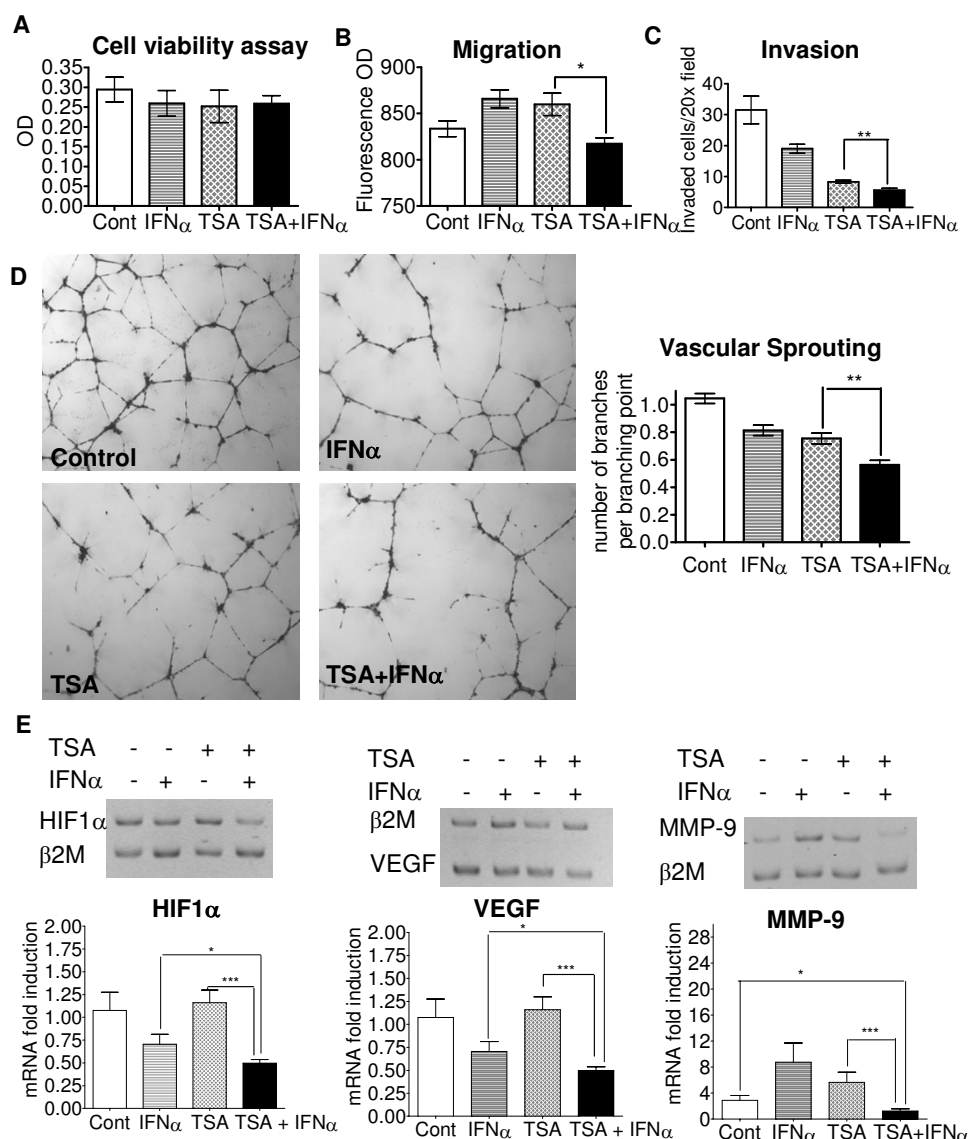 A
Cell viability assay
OD
0.35
0.30
0.25
0.20
0.15
0.10
0.05
0.00
Cont IFNα TSA TSA+IFNα
B
Migration
Fluorescence OD
900
850
800
750
*
Cont IFNα TSA TSA+IFNα
C
Invasion
Invaded cells/20x field
40
30
20
10
0
**
Cont IFNα TSA TSA+IFNα
D
Control
IFNα
TSA
TSA+IFNα
Vascular Sprouting
number of branches
per branching point
1.0
0.8
0.6
0.4
0.2
0.0
**
Cont IFNα TSA TSA+IFNα
E
TSA - - + +
IFNα - + - +
HIF1α
β2M
HIF1α
mRNA fold induction
2.00
1.75
1.50
1.25
1.00
0.75
0.50
0.25
0.00
*
***
Cont IFNα TSA TSA + IFNα
TSA - - + +
IFNα - + - +
β2M
VEGF
VEGF
mRNA fold induction
2.00
1.75
1.50
1.25
1.00
0.75
0.50
0.25
0.00
*
***
Cont IFNα TSA TSA + IFNα
TSA - - + +
IFNα - + - +
MMP-9
β2M
MMP-9
mRNA fold induction
28
24
20
16
12
8
4
0
*
***
Cont IFNα TSA TSA+IFNα